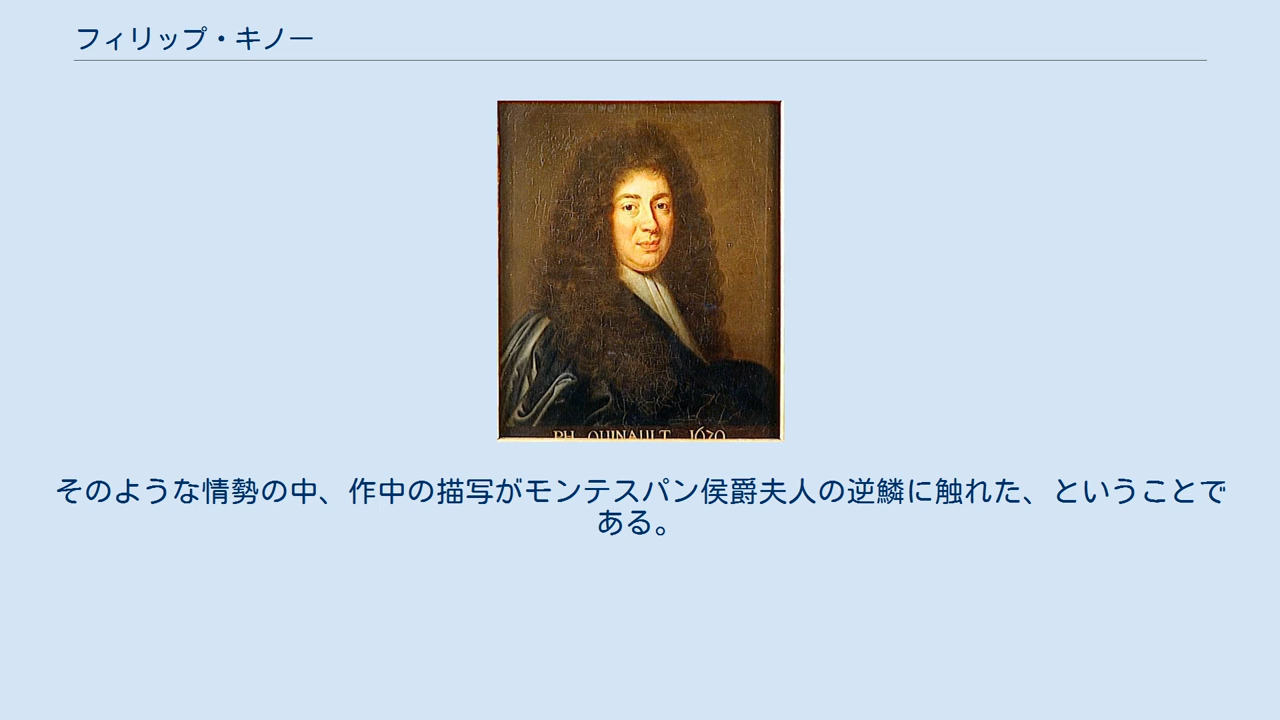 フィリップ・キノー
PH QUINAULT 1670
そのような情勢の中、作中の描写がモンテスパン侯爵夫人の逆鱗に触れた、ということで
ある。